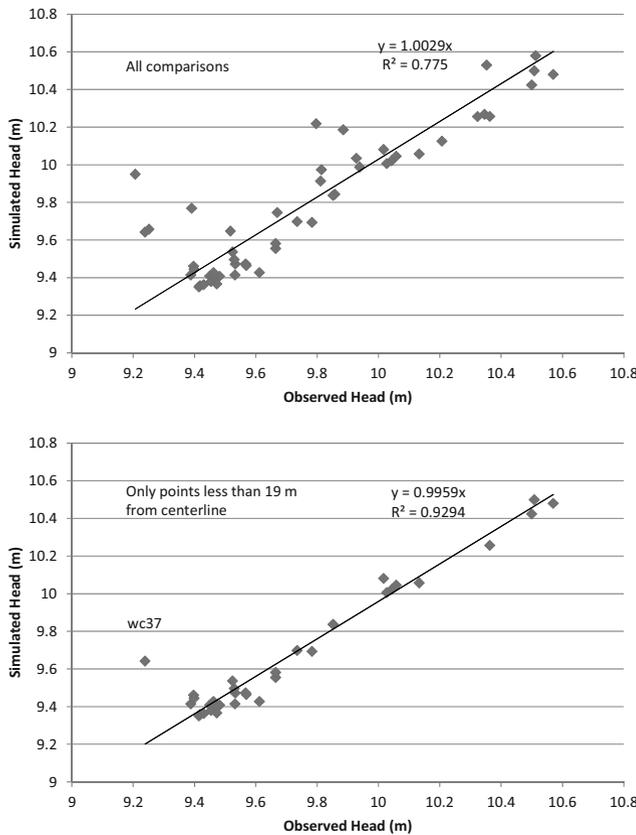 10.8
10.6
y = 1.0029x
All comparisons
R² = 0.775
10.4
10.2
10
9.8
9.6
9.4
9.2
9
Simulated Head (m)
9 9.2 9.4 9.6 9.8 10 10.2 10.4 10.6 10.8
Observed Head (m)
10.8
10.6
Only points less than 19 m
from centerline
y = 0.9959x
R² = 0.9294
10.4
10.2
10
9.8
wc37
9.6
9.4
9.2
9
Simulated Head (m)
9 9.2 9.4 9.6 9.8 10 10.2 10.4 10.6 10.8
Observed Head (m)